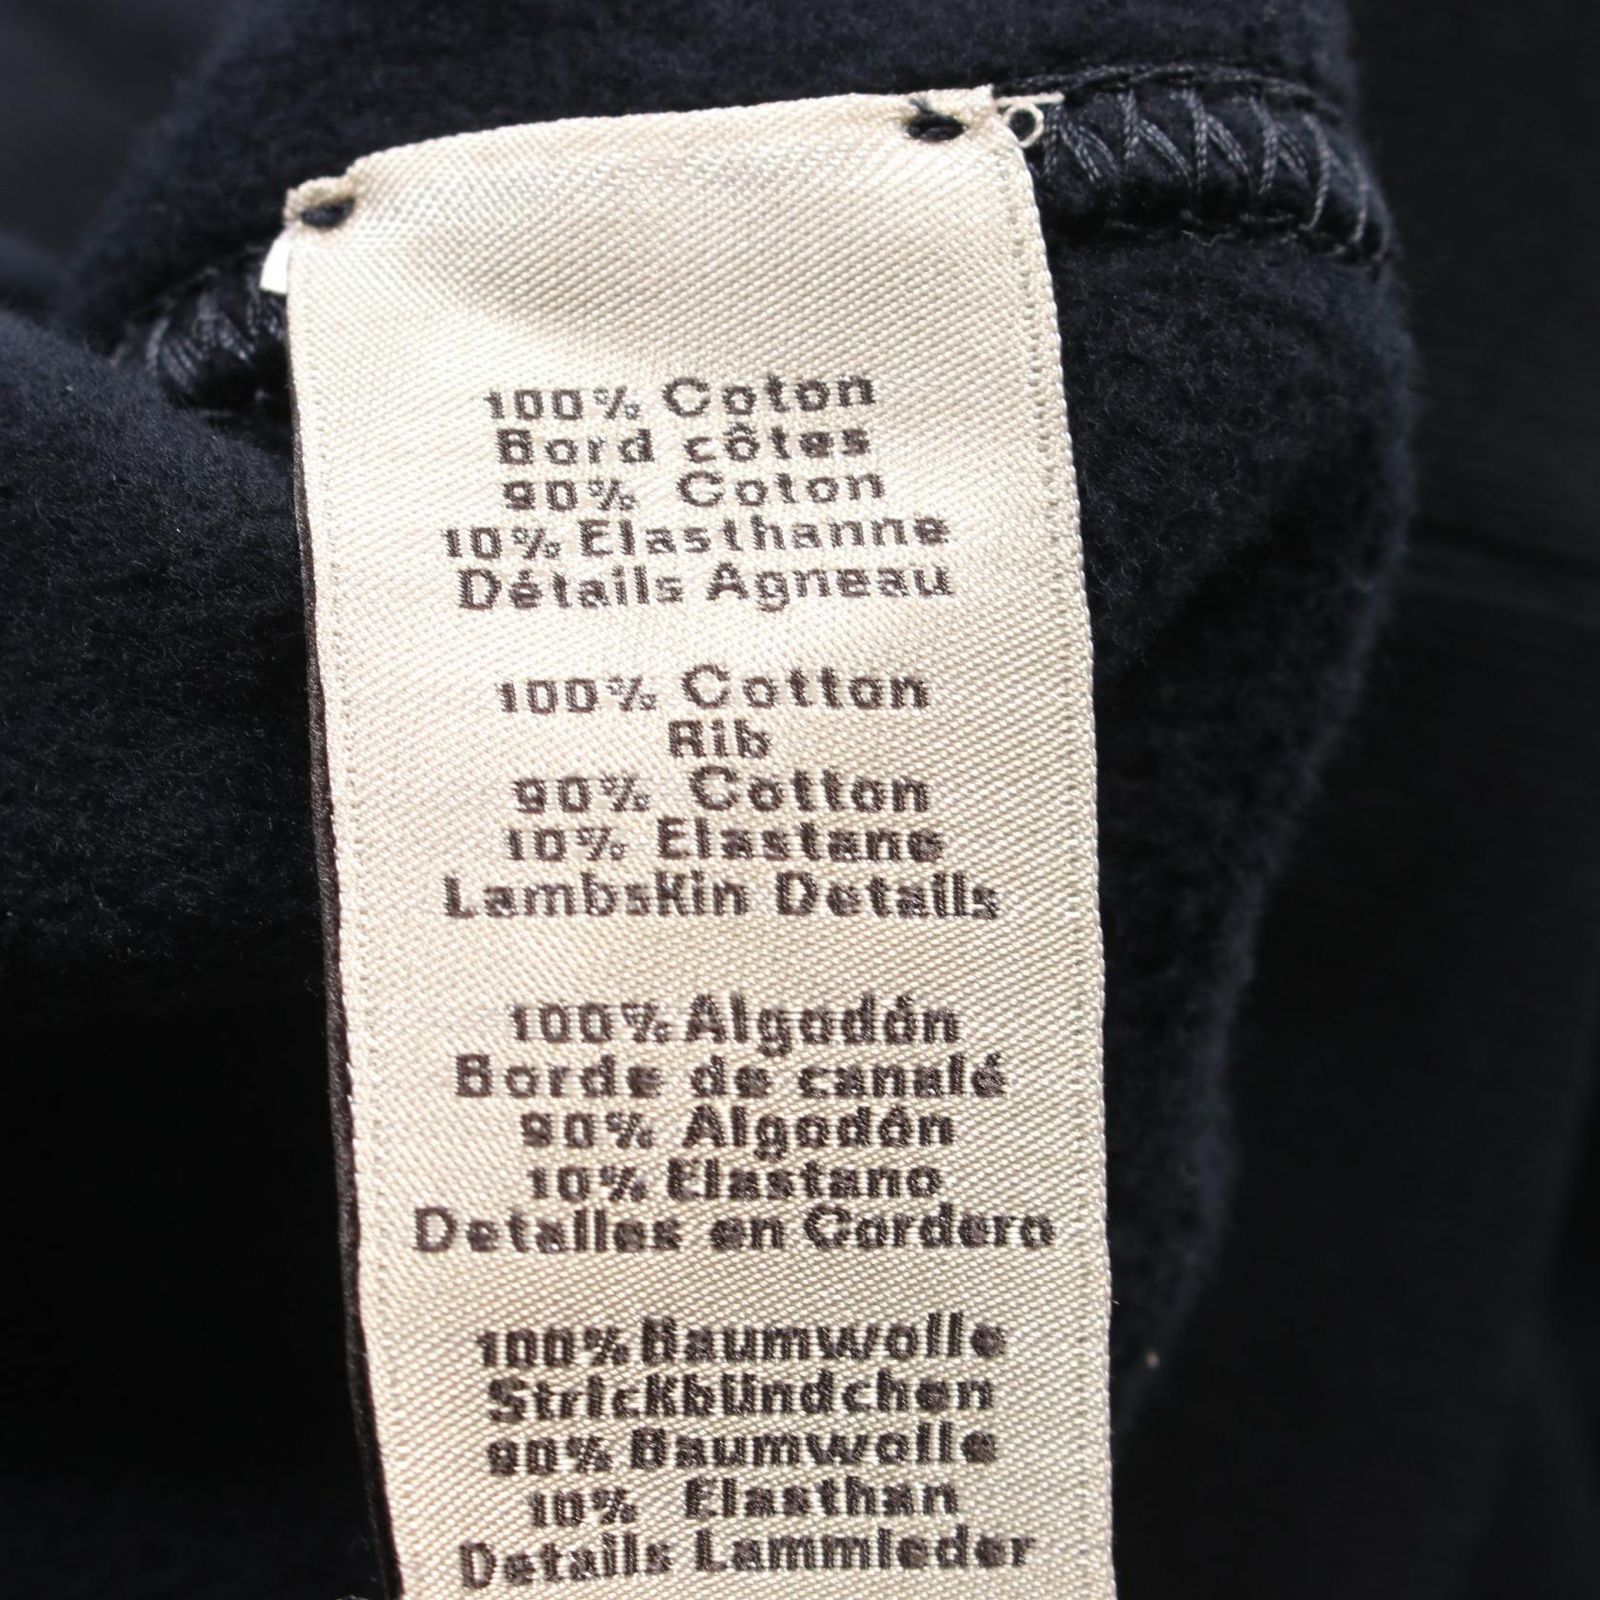 100% Coton
Bord côtes
90% Coton
10% Elasthanne
Détails Agneau
100% Cotton
Rib
90% Cotton
10% Elastane
Lambskin Details
100% Algodón
Borde de canalé
90% Algodón
10% Elastano
Detalles en Cordero
100% Baumwolle
Strickbündchen
90% Baumwolle
10% Elasthan
Details Lammleder